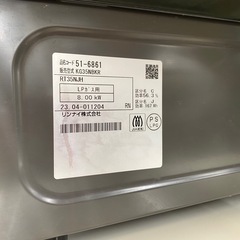 品名コード 51-6861
販売型式 KG35NBKR
RT35NJH
LPガス用
8.00 kW
23.04-011204 RN
リンナイ株式会社
PS
LPG